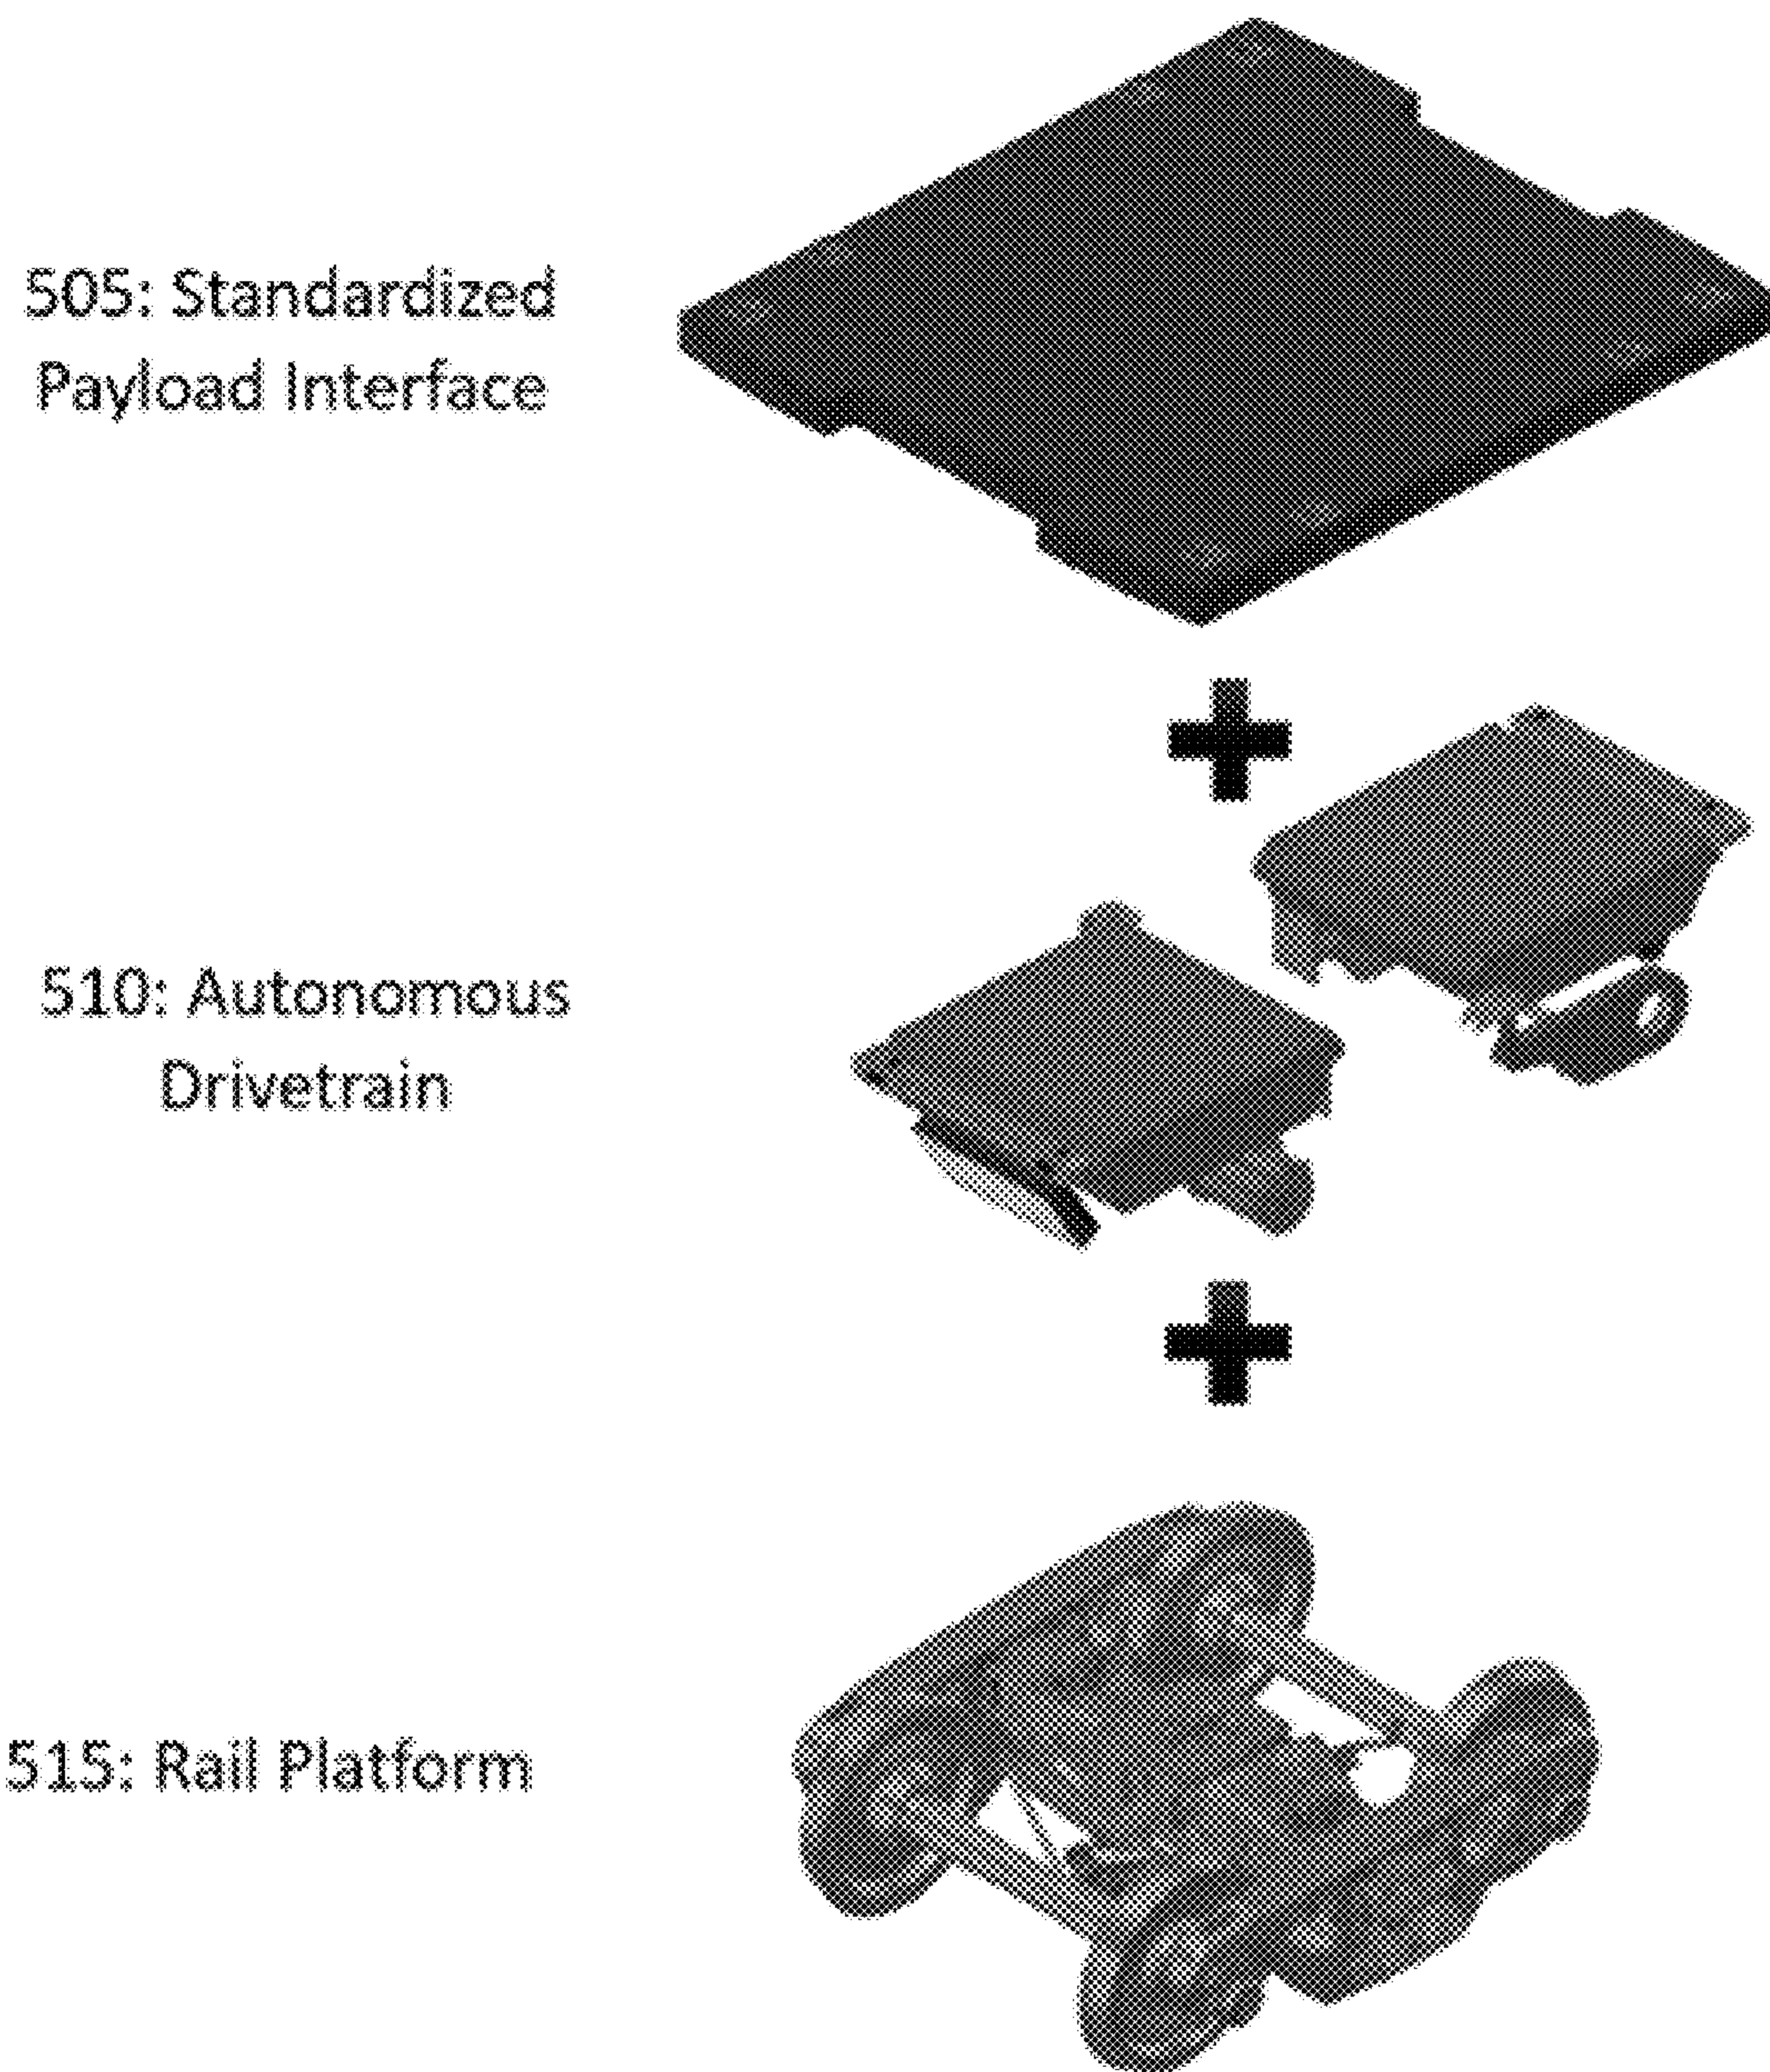 505: Standardized
Payload Interface
510: Autonomous
Drivetrain
515: Rail Platform